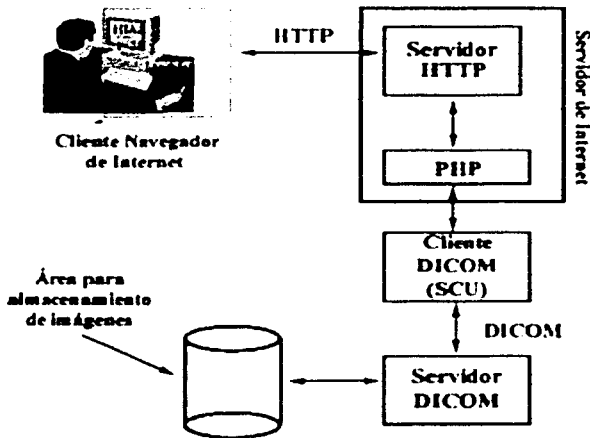 HTTP
Servidor
HTTP
Servidor de Internet
Cliente Navegador
de Internet
PHP
Cliente
DICOM
(SCU)
Área para
almacenamiento
de imágenes
DICOM
Servidor
DICOM